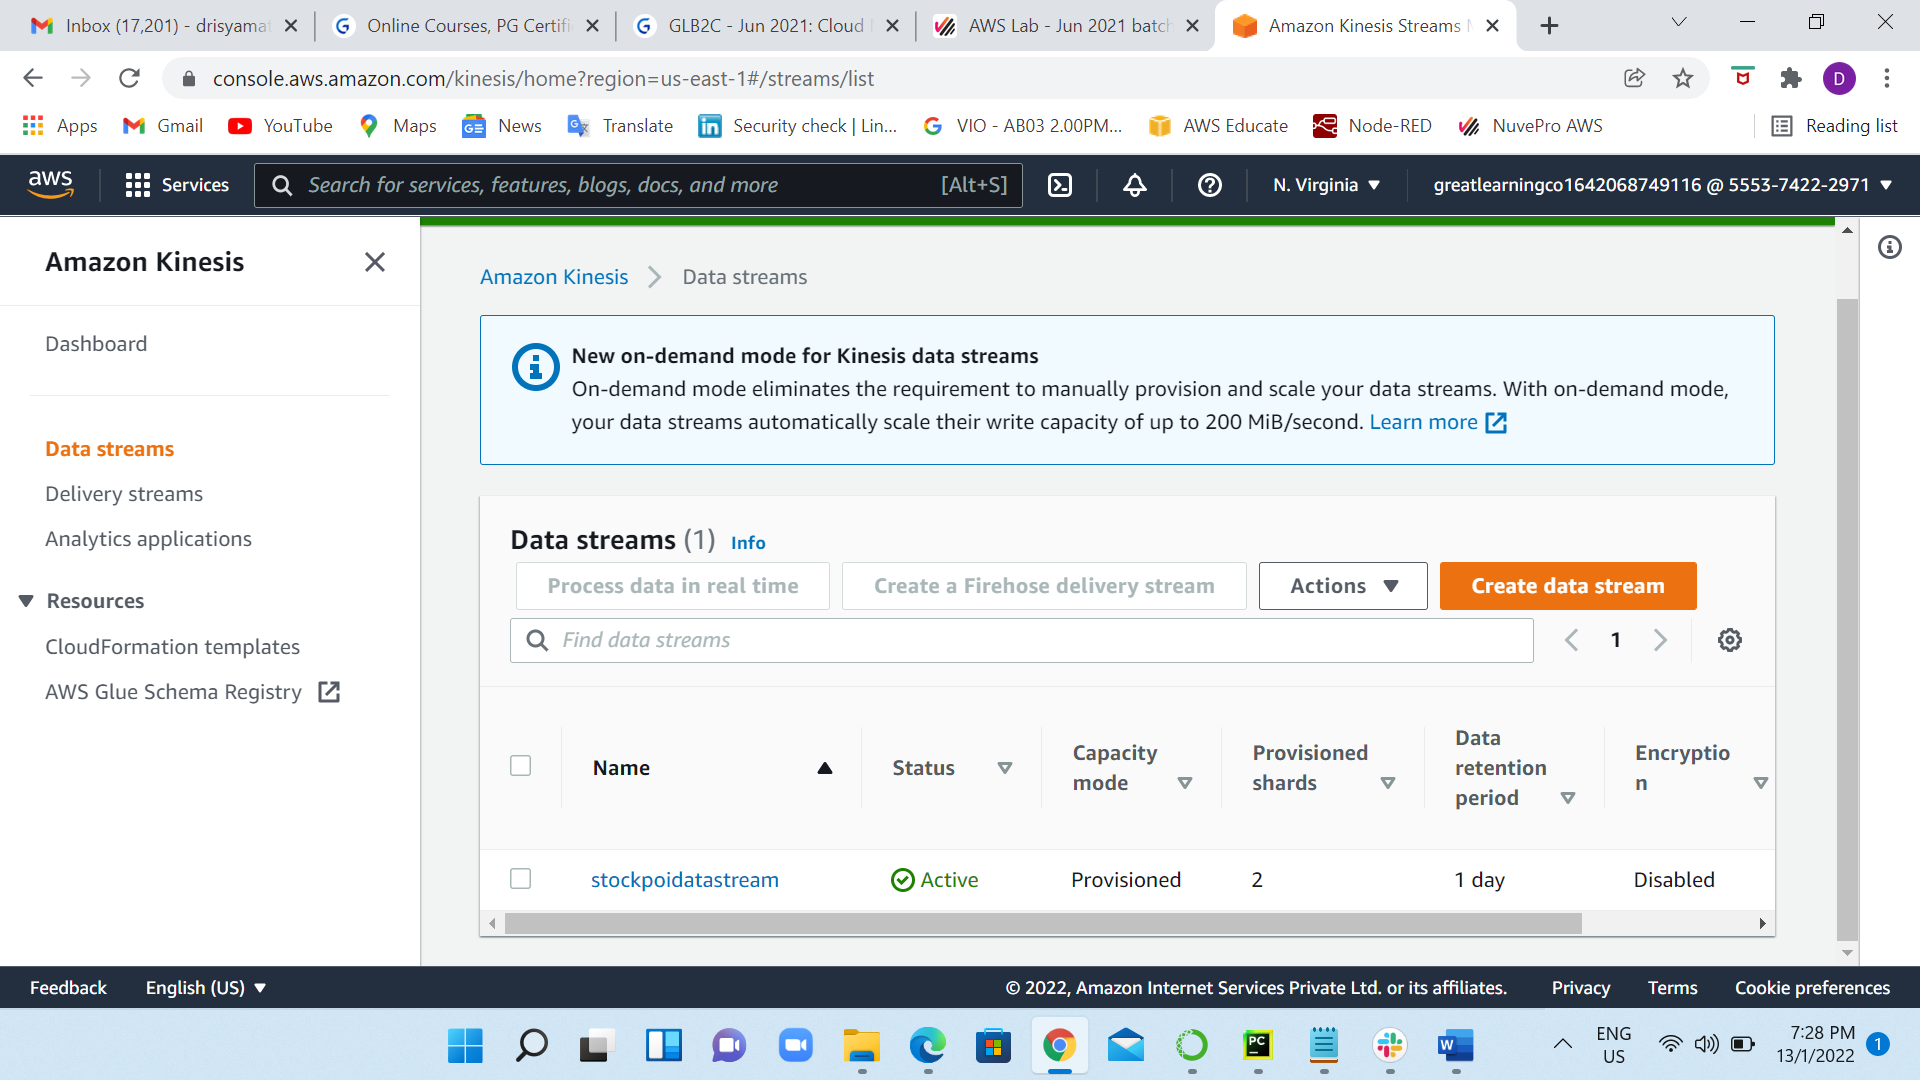 Inbox (17,201) - drisyamat
Online Courses, PG Certifi
GLB2C - Jun 2021: Cloud
AWS Lab - Jun 2021 batch
Amazon Kinesis Streams
console.aws.amazon.com/kinesis/home?region=us-east-1#/streams/list
D
Apps
Gmail
YouTube
Maps
News
Translate
Security check | Lin...
VIO - AB03 2.00PM...
AWS Educate
Node-RED
NuvePro AWS
Reading list
aws
Services
Search for services, features, blogs, docs, and more
[Alt+S]
N. Virginia
greatlearningco1642068749116 @ 5553-7422-2971
Amazon Kinesis
Dashboard
Data streams
Delivery streams
Analytics applications
Resources
CloudFormation templates
AWS Glue Schema Registry
Amazon Kinesis
Data streams
New on-demand mode for Kinesis data streams
On-demand mode eliminates the requirement to manually provision and scale your data streams. With on-demand mode,
your data streams automatically scale their write capacity of up to 200 MiB/second. Learn more
Data streams (1) Info
Process data in real time
Create a Firehose delivery stream
Actions
Create data stream
Find data streams
1
Name
Status
Capacity
mode
Provisioned
shards
Data
retention
period
Encryptio
n
stockpoidatastream
Active
Provisioned
2
1 day
Disabled
Feedback
English (US)
© 2022, Amazon Internet Services Private Ltd. or its affiliates.
Privacy
Terms
Cookie preferences
PC
W
ENG
US
7:28 PM
13/1/2022
1